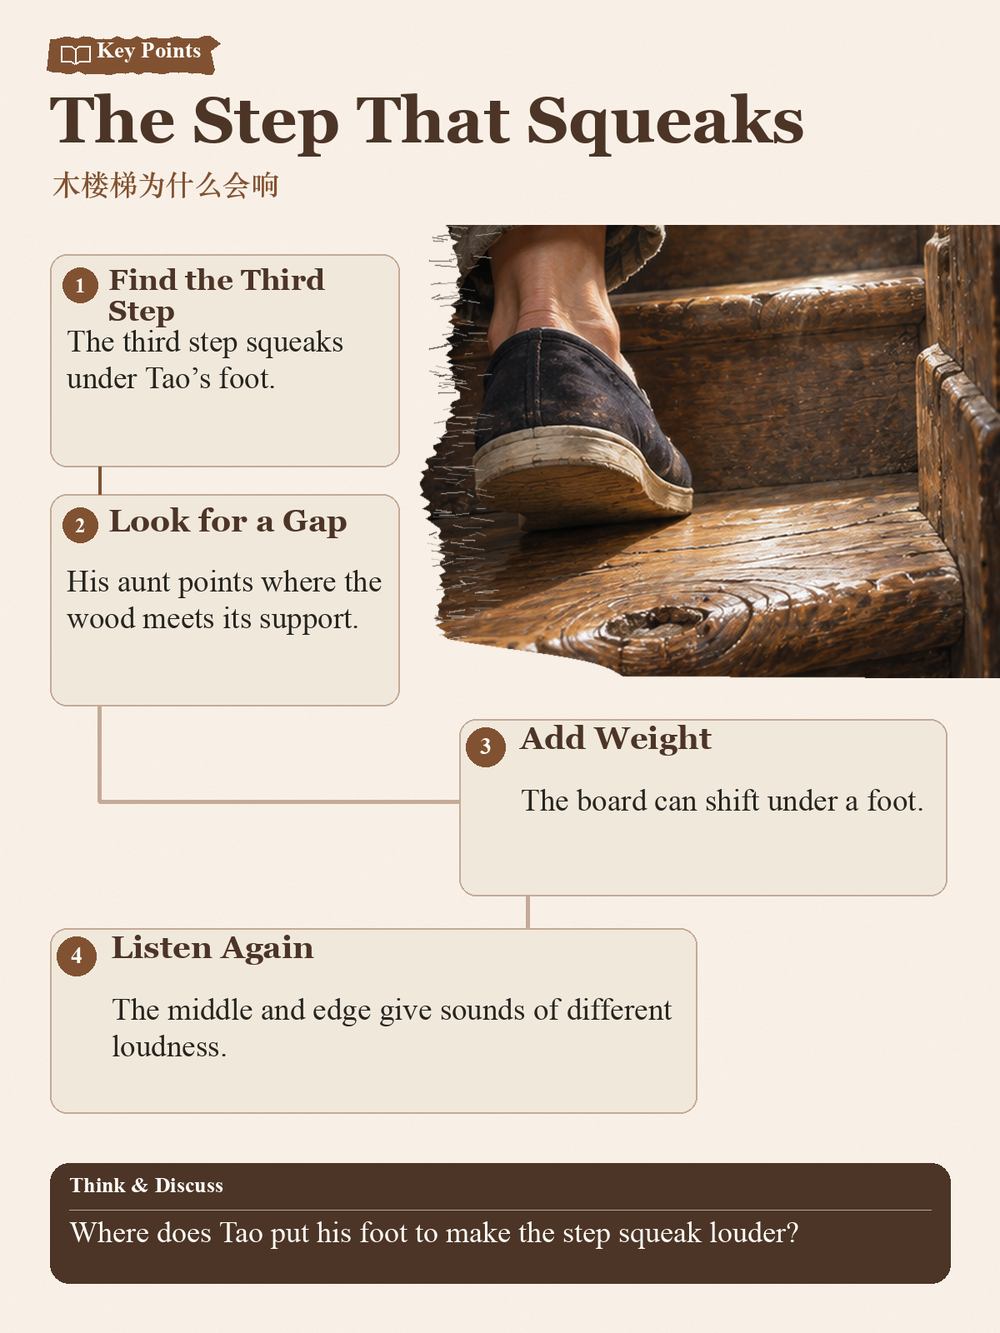 Key Points
The Step That Squeaks
木楼梯为什么会响
1
Find the Third
Step
The third step squeaks
under Tao’s foot.
2
Look for a Gap
His aunt points where the
wood meets its support.
3
Add Weight
The board can shift under a foot.
4
Listen Again
The middle and edge give sounds of different
loudness.
Think & Discuss
Where does Tao put his foot to make the step squeak louder?